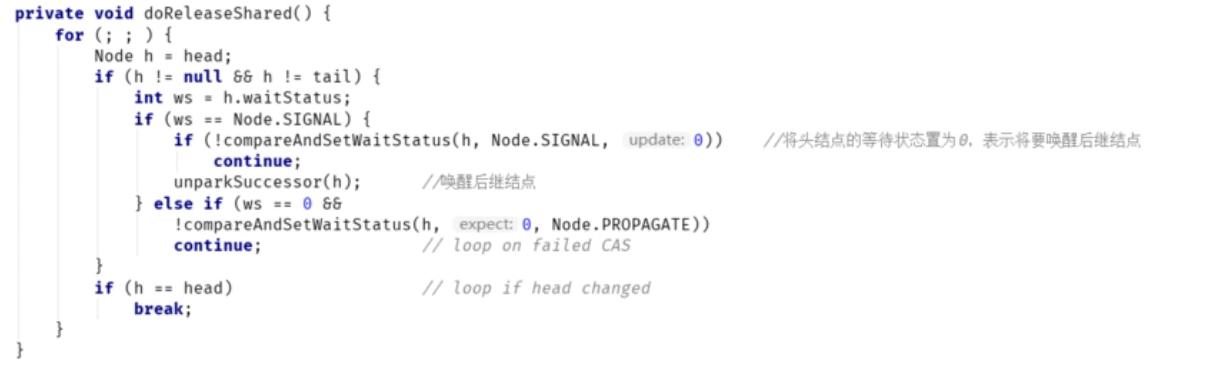 private void doReleaseShared() {
for (; ; ) {
Node h = head;
if (h != null && h != tail) {
int ws = h.waitStatus;
if (ws == Node.SIGNAL) {
if (!compareAndSetWaitStatus(h, Node.SIGNAL, update: 0)) //将头结点的等待状态置为0，表示将要唤醒后继结点
continue;
unparkSuccessor(h); //唤醒后继结点
} else if (ws == 0 &&
!compareAndSetWaitStatus(h, expect: 0, Node.PROPAGATE))
continue; // loop on failed CAS
}
if (h == head) // loop if head changed
break;
}
}